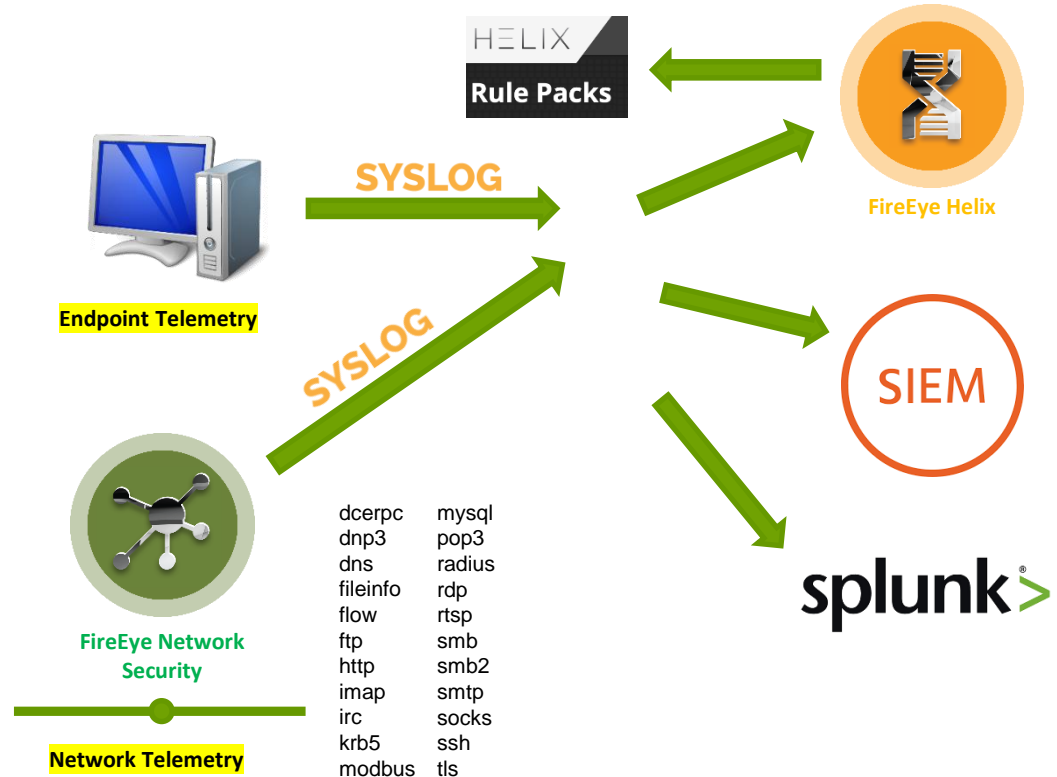 HELIX
Rule Packs
SYSLOG
FireEye Helix
Endpoint Telemetry
SYSLOG
SIEM
splunk>®
FireEye Network
Security
Network Telemetry
dcerpc mysql
dnp3 pop3
dns radius
fileinfo rdp
flow rtsp
ftp smb
http smb2
imap smtp
irc socks
krb5 ssh
modbus tls